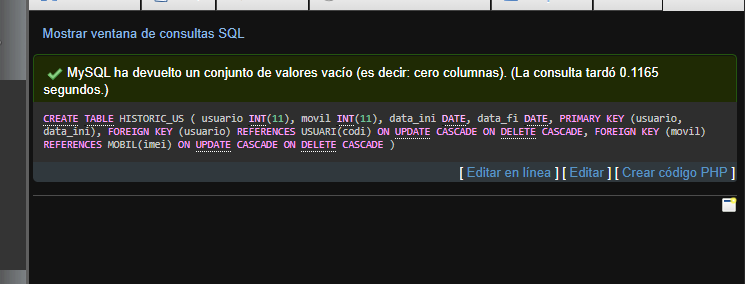 Mostrar ventana de consultas SQL
MySQL ha devuelto un conjunto de valores vacío (es decir: cero columnas). (La consulta tardó 0.1165
segundos.)
CREATE TABLE HISTORIC_US ( usuario INT(11), movil INT(11), data_ini DATE, data_fi DATE, PRIMARY KEY (usuario,
data_ini), FOREIGN KEY (usuario) REFERENCES USUARI(codi) ON UPDATE CASCADE ON DELETE CASCADE, FOREIGN KEY (movil)
REFERENCES MOBIL(imei) ON UPDATE CASCADE ON DELETE CASCADE )
[ Editar en línea ] [ Editar ] [ Crear código PHP ]